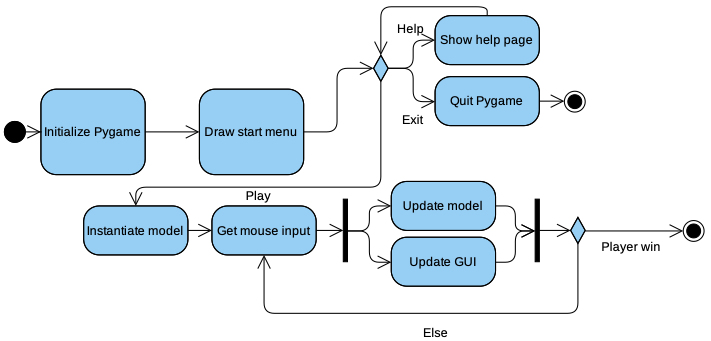 Help
Show help page
Initialize Pygame
Draw start menu
Quit Pygame
Exit
Play
Instantiate model
Get mouse input
Update model
Update GUI
Player win
Else